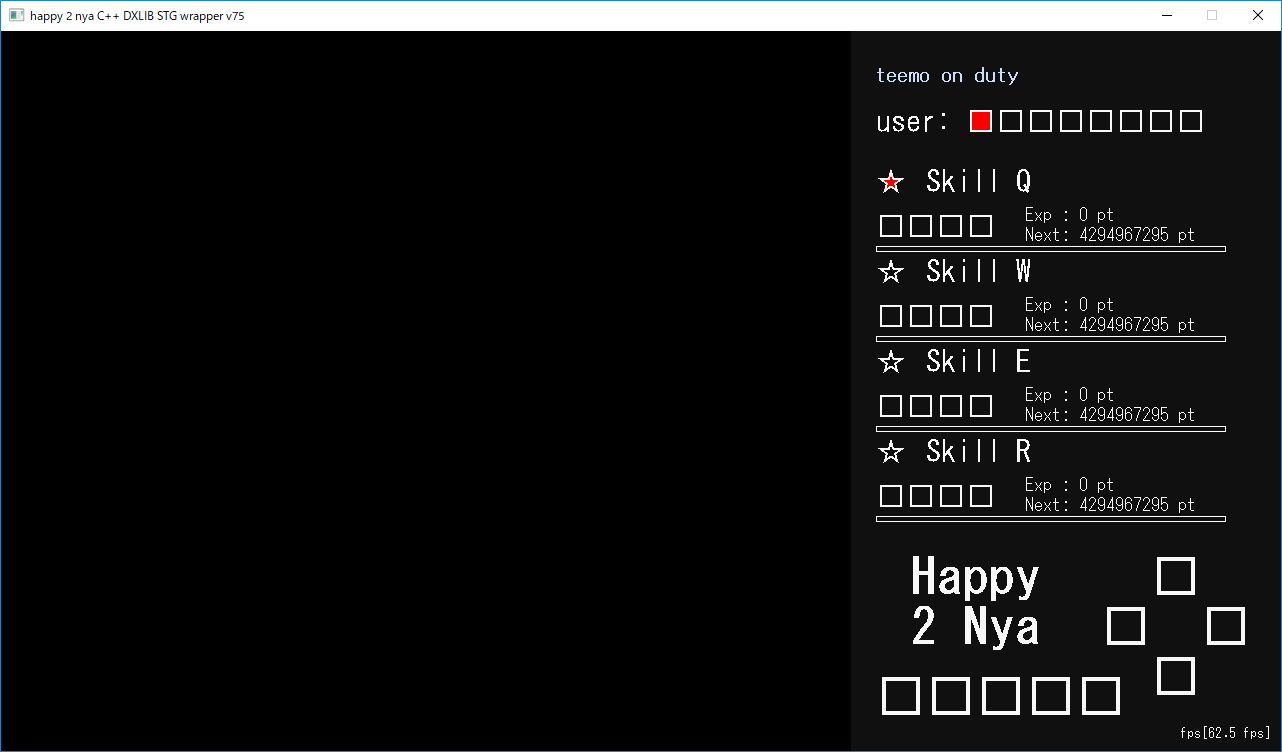 happy 2 nya C++ DXLIB STG wrapper v75
teemo on duty
user: ■□□□□□□□
☆ Skill Q
□□□□ Exp : 0 pt
Next: 4294967295 pt
☆ Skill W
□□□□ Exp : 0 pt
Next: 4294967295 pt
☆ Skill E
□□□□ Exp : 0 pt
Next: 4294967295 pt
☆ Skill R
□□□□ Exp : 0 pt
Next: 4294967295 pt
Happy
2 Nya
fps[62.5 fps]